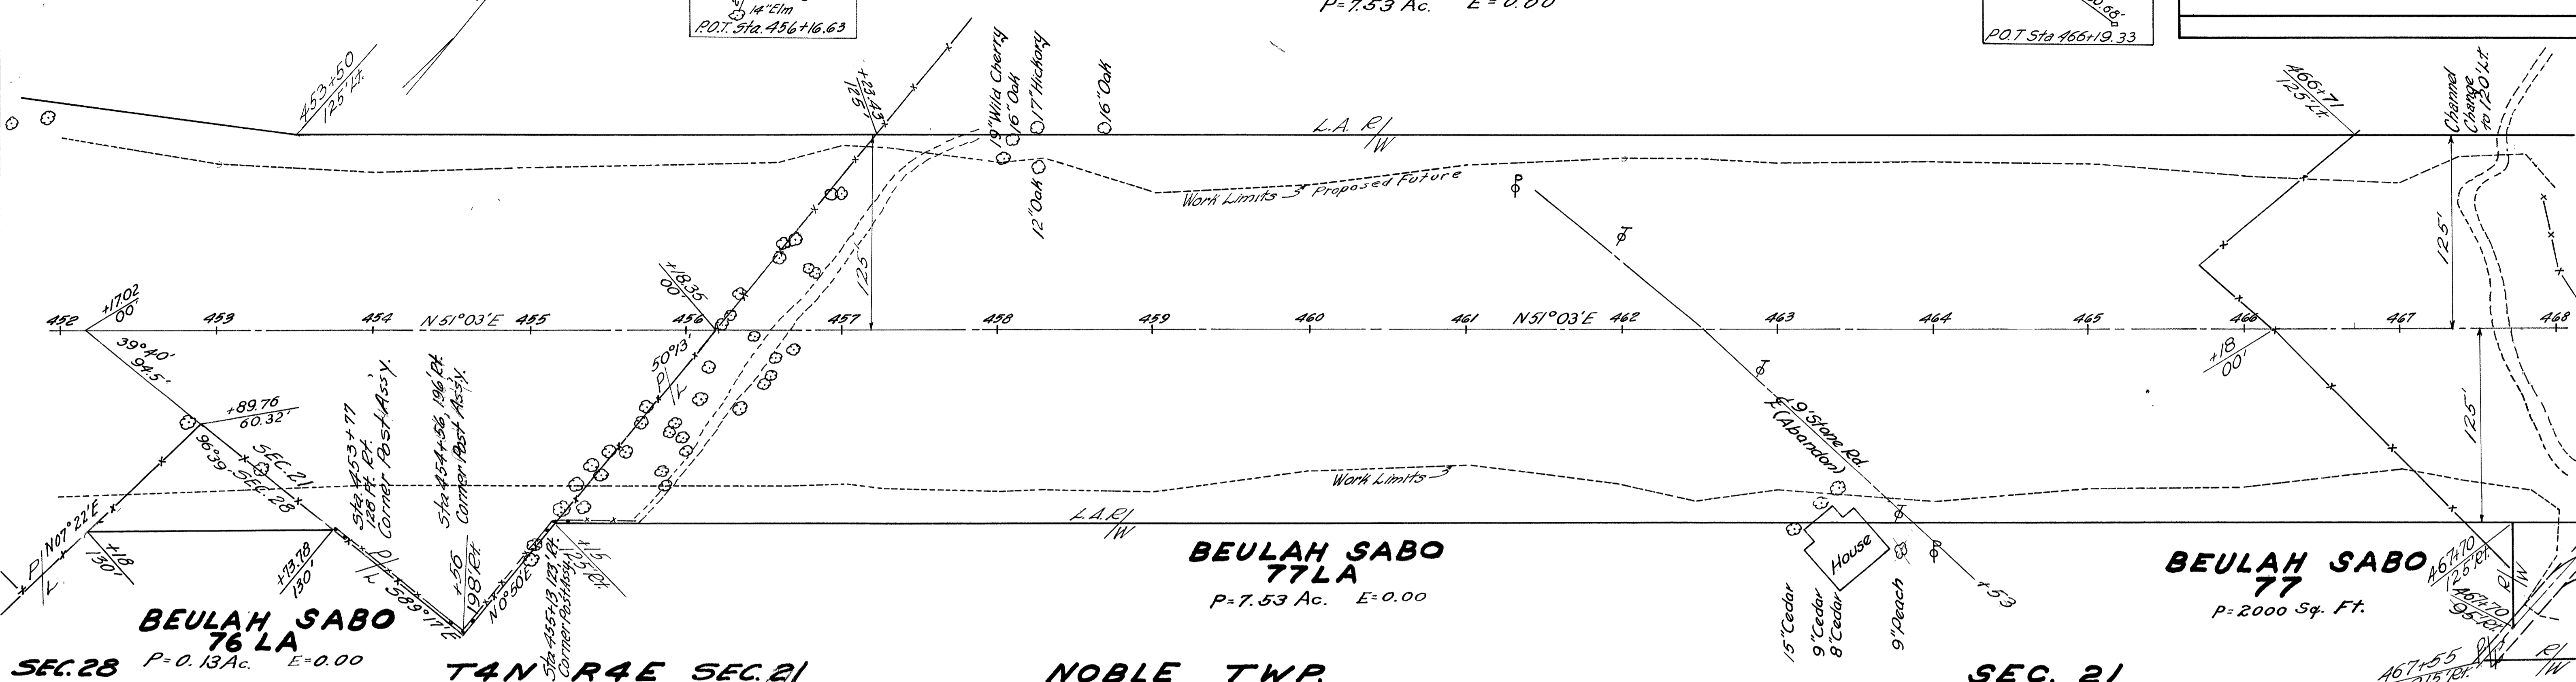 14"Elm
P.O.T. Sta. 456+16.63
P=7.53 Ac. E=0.00
P.O.T Sta 466+19.33
453+50
125' Lt.
+23.43
125'
19"Wild Cherry
16"Oak
17"Hickory
16"Oak
12"Oak
L.A. R/W
466+71
125' Lt.
Channel
Change
to 120' Lt.
Work Limits Proposed Future
125'
125'
+17.02
00'
+18.35
00'
452 453 454 N51°03'E 455 456 457 458 459 460 461 N51°03'E 462 463 464 465 466 467 468
39°40'
94.5'
50°13'
P/L
+18
00'
+89.76
60.32'
96°39'
SEC. 21
SEC. 28
Sta. 453+77
128 Ft. Rt.
Corner Post Ass'y.
Sta 454+56, 196' Rt.
Corner Post Ass'y.
9' Stone Rd.
(Abandon)
125'
Work Limits
L.A. R/W
N07°22'E
P/L
+18
130'
+73.78
130'
P/L
S89°17'
+56
198' Rt.
N0°50'E
Sta 455+13, 123' Rt.
Corner Post Ass'y.
+15
125' Rt.
House
15"Cedar
9"Cedar
8"Cedar
9"Peach
+53
BEULAH SABO
76 LA
P=0.13 Ac. E=0.00
BEULAH SABO
77 LA
P=7.53 Ac. E=0.00
BEULAH SABO
77
P=2000 Sq. Ft.
467+70
125' Rt.
R/W
467+70
95' Rt.
467+55
R/W
SEC. 28 T4N R4E SEC. 21 NOBLE TWP. SEC. 21